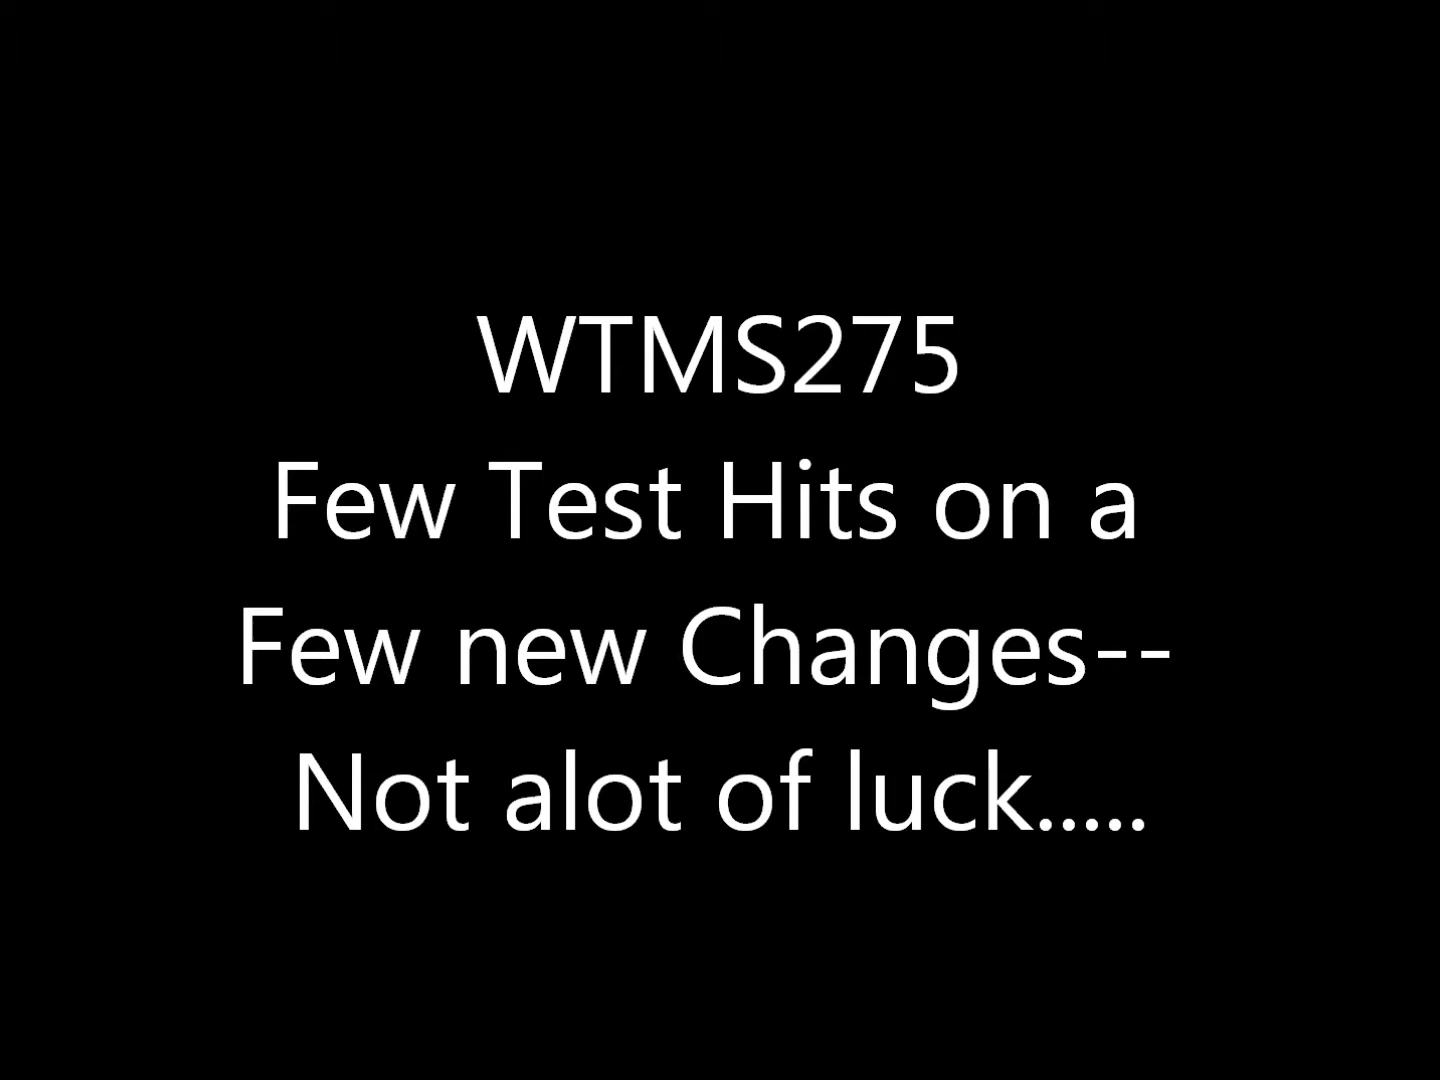 WTMS275
Few Test Hits on a
Few new Changes--
Not alot of luck.....